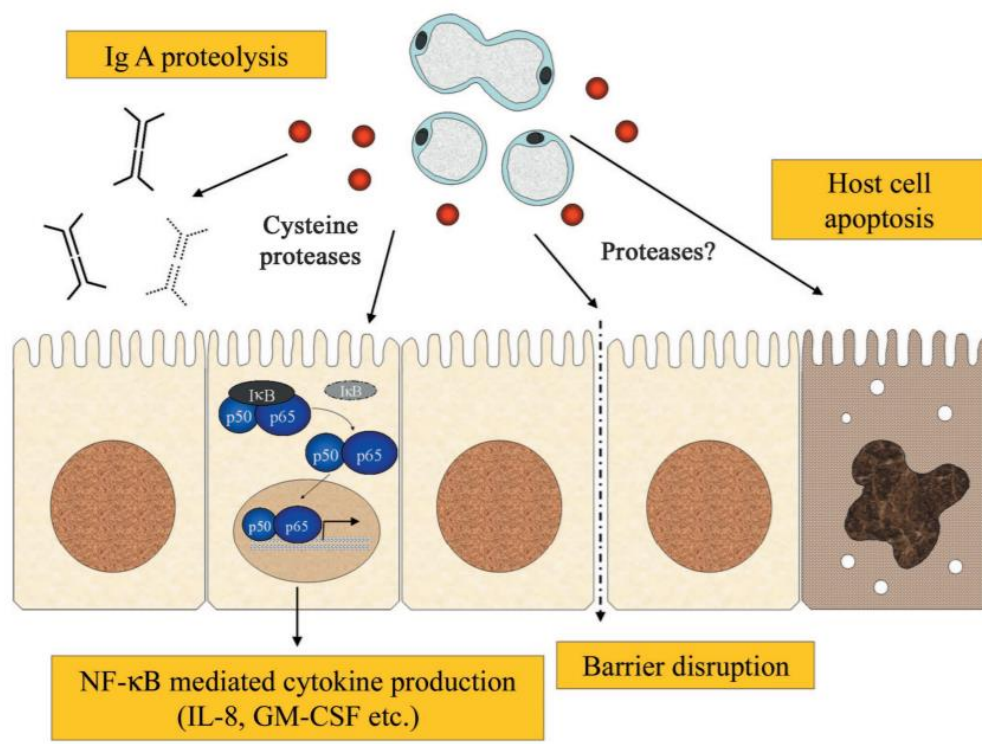 Ig A proteolysis
Host cell
apoptosis
Cysteine
proteases
Proteases?
IκB
p50 p65
IκB
p50 p65
p50 p65
Barrier disruption
NF-κB mediated cytokine production
(IL-8, GM-CSF etc.)